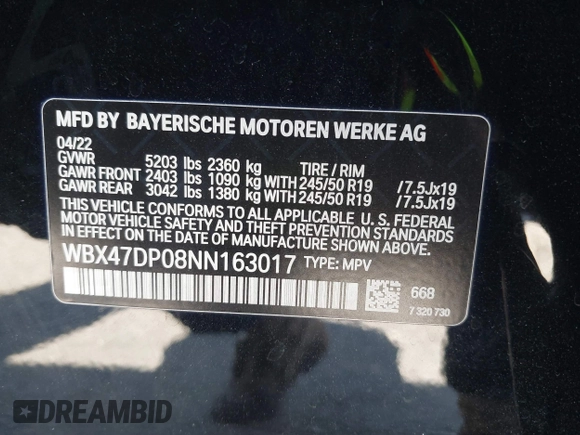 MFD BY BAYERISCHE MOTOREN WERKE AG
04/22
GVWR 5203 lbs 2360 kg TIRE / RIM
GAWR FRONT 2403 lbs 1090 kg WITH 245/50 R19 /7.5Jx19
GAWR REAR 3042 lbs 1380 kg WITH 245/50 R19 /7.5Jx19
THIS VEHICLE CONFORMS TO ALL APPLICABLE U. S. FEDERAL
MOTOR VEHICLE SAFETY AND THEFT PREVENTION STANDARDS
IN EFFECT ON THE DATE OF MANUFACTURE SHOWN ABOVE.
WBX47DP08NN163017 TYPE: MPV
668
7 320 730
DREAMBID